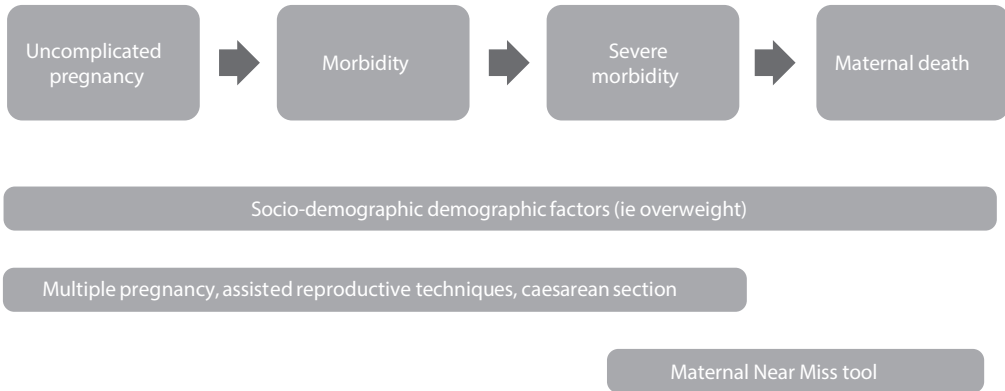 Uncomplicated
pregnancy
Morbidity
Severe
morbidity
Maternal death
Socio-demographic demographic factors (ie overweight)
Multiple pregnancy, assisted reproductive techniques, caesarean section
Maternal Near Miss tool